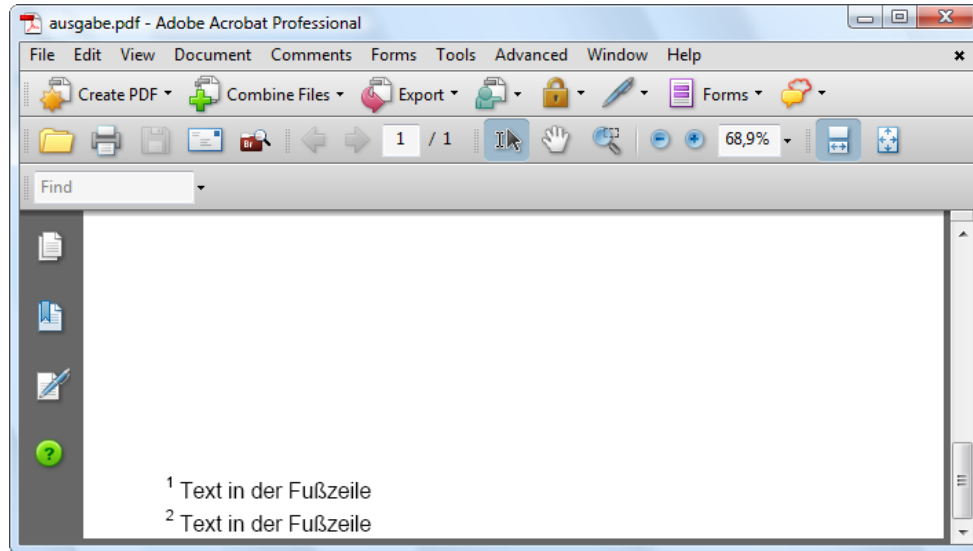 ausgabe.pdf - Adobe Acrobat Professional
File Edit View Document Comments Forms Tools Advanced Window Help
Create PDF Combine Files Export Forms
Br 1 / 1 68,9%
Find
¹ Text in der Fußzeile
² Text in der Fußzeile